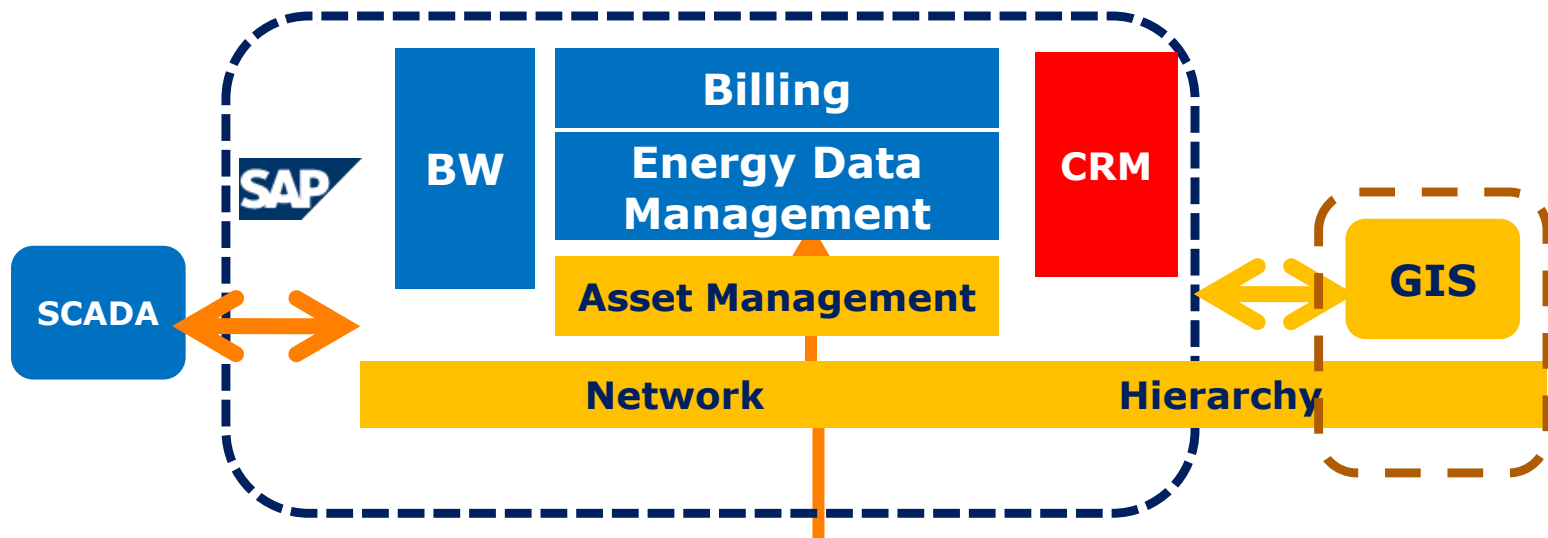 Billing
BW
Energy Data
Management
CRM
SAP
SCADA
Asset Management
GIS
Network Hierarchy